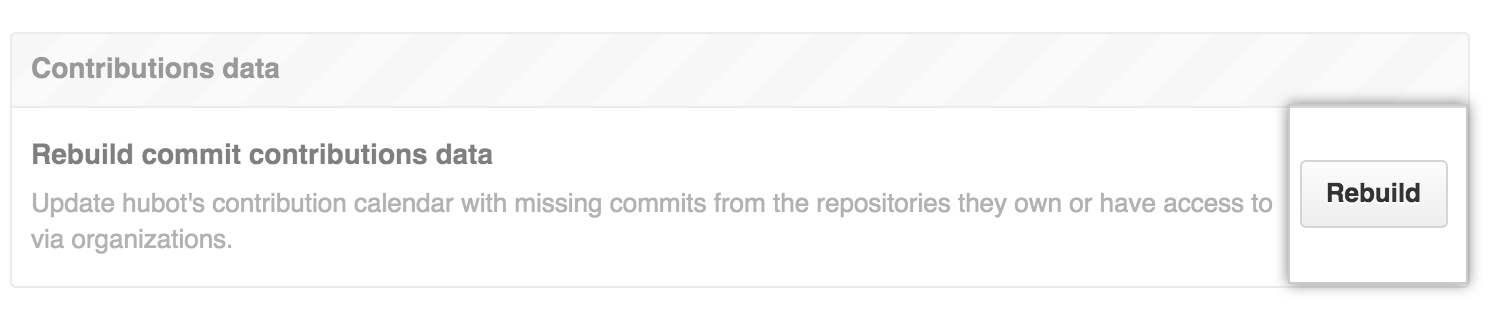 Contributions data
Rebuild commit contributions data
Update hubot's contribution calendar with missing commits from the repositories they own or have access to
via organizations.
Rebuild